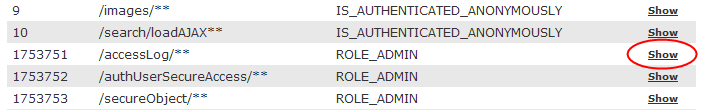 9 /images/** IS_AUTHENTICATED_ANONYMOUSLY Show
10 /search/loadAJAX** IS_AUTHENTICATED_ANONYMOUSLY Show
1753751 /accessLog/** ROLE_ADMIN Show
1753752 /authUserSecureAccess/** ROLE_ADMIN Show
1753753 /secureObject/** ROLE_ADMIN Show